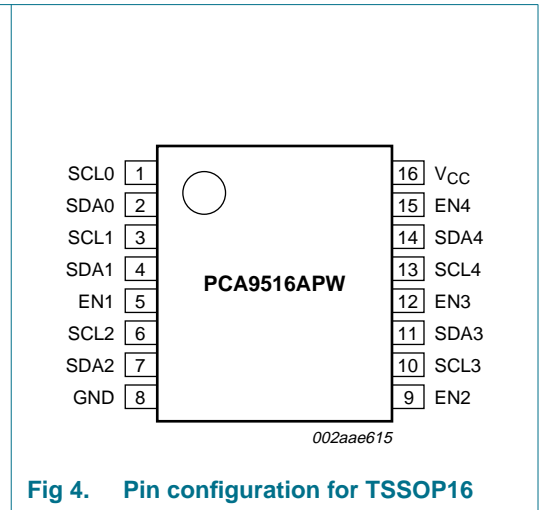 SCL0 1 16 VCC
SDA0 2 15 EN4
SCL1 3 14 SDA4
SDA1 4 13 SCL4
PCA9516APW
EN1 5 12 EN3
SCL2 6 11 SDA3
SDA2 7 10 SCL3
GND 8 9 EN2
002aae615
Fig 4. Pin configuration for TSSOP16